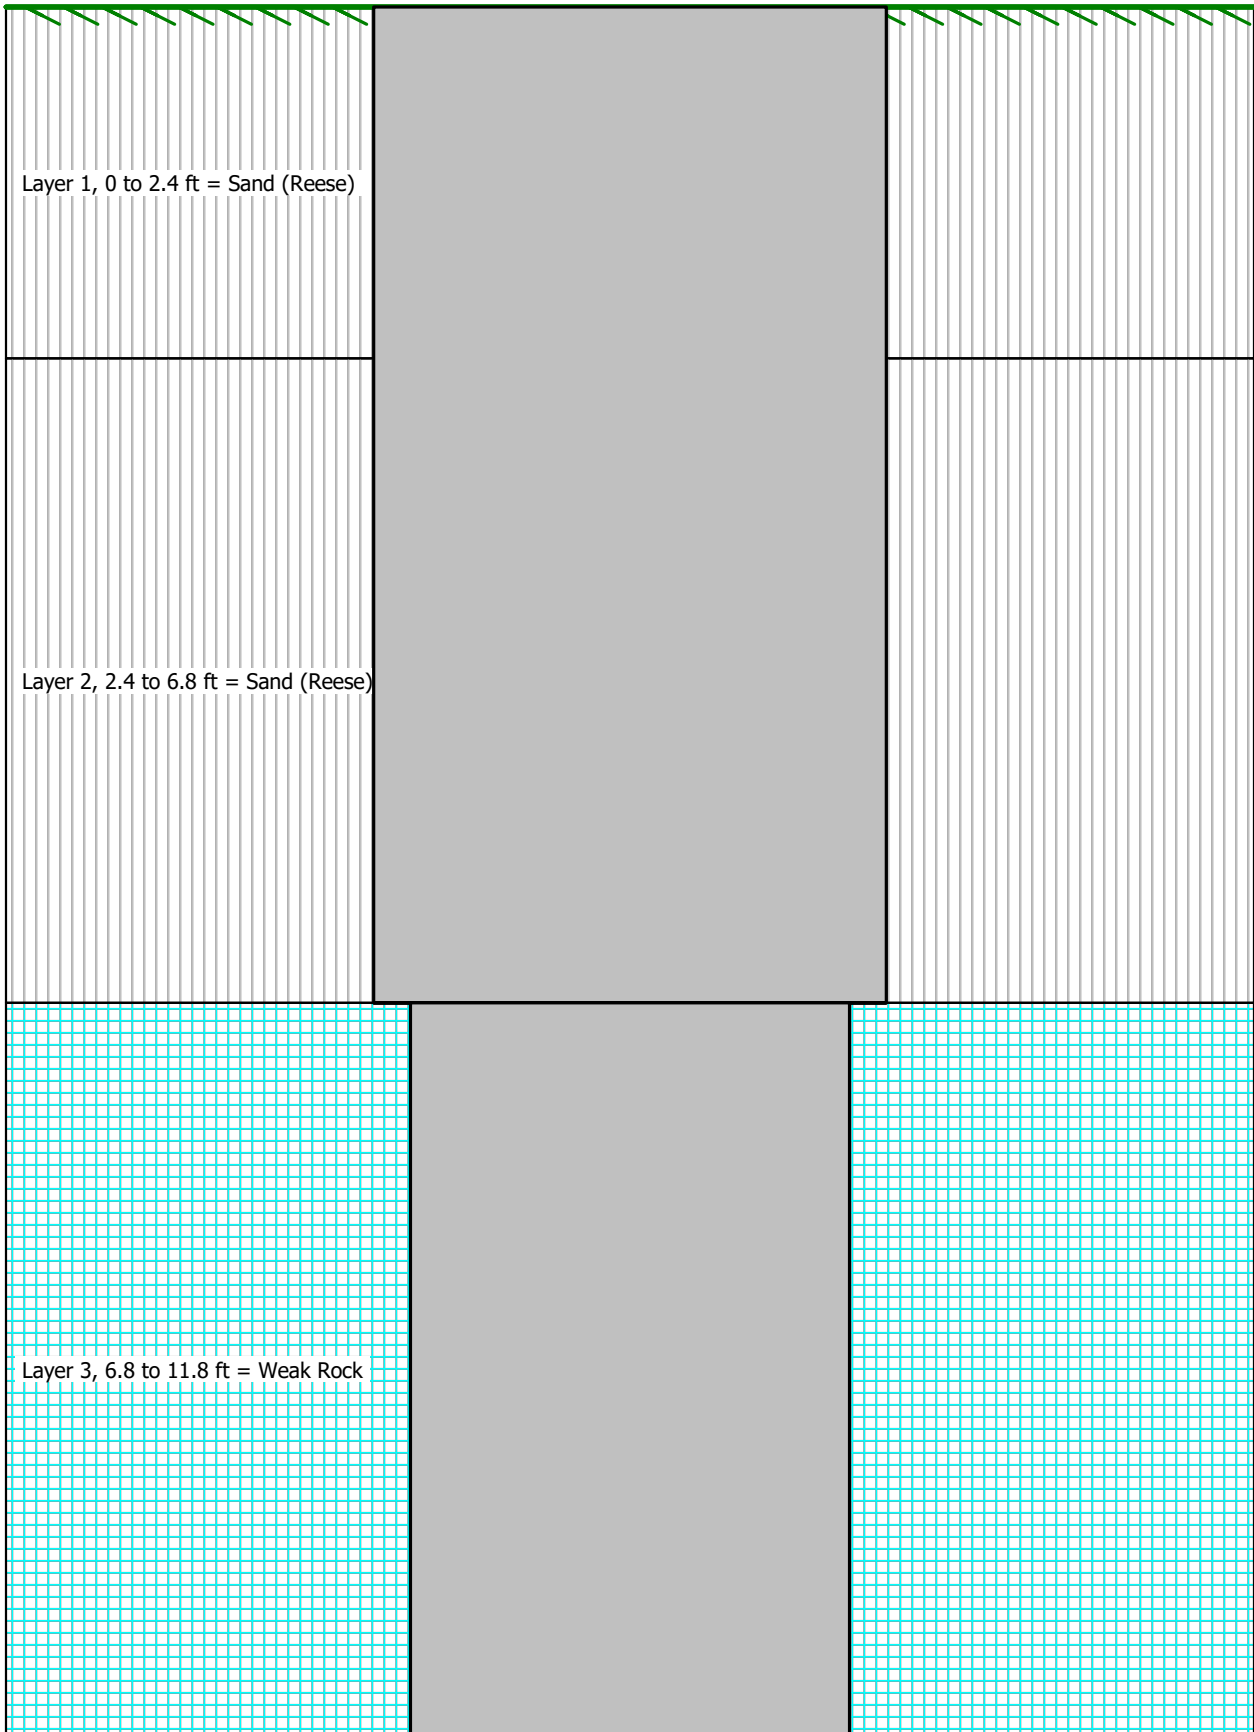 Layer 1, 0 to 2.4 ft = Sand (Reese)
Layer 2, 2.4 to 6.8 ft = Sand (Reese)
Layer 3, 6.8 to 11.8 ft = Weak Rock